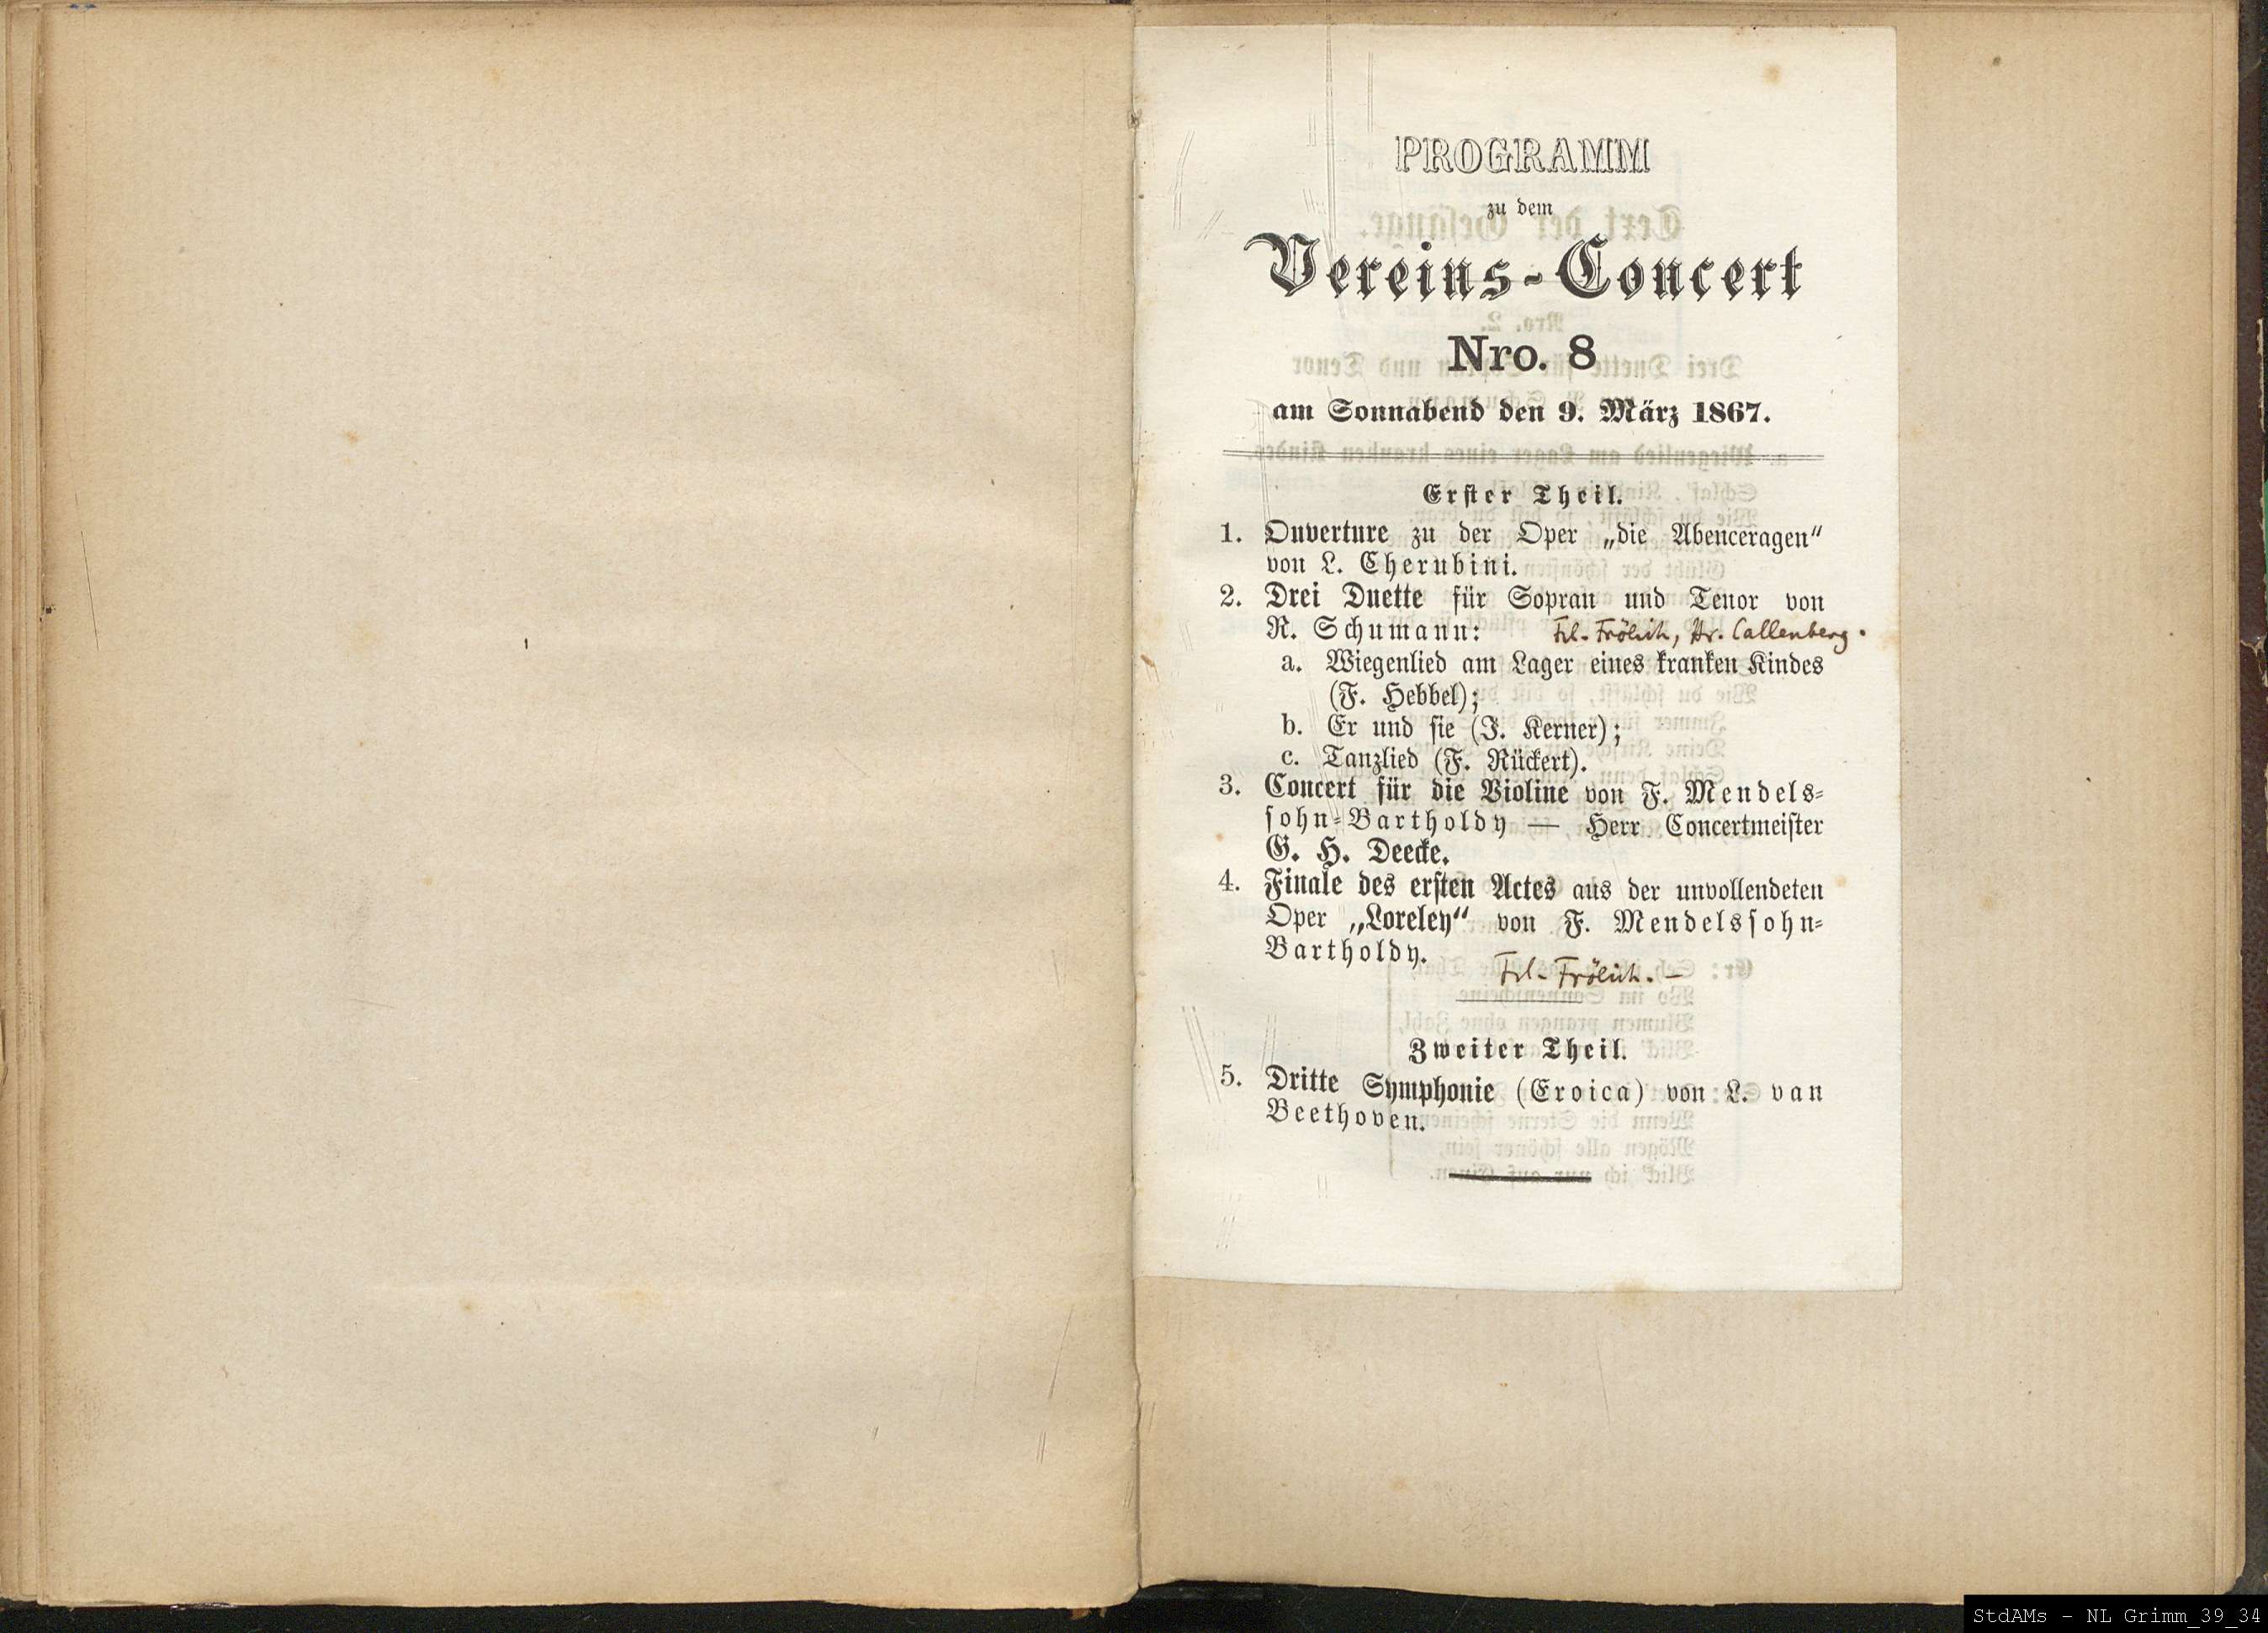 PROGRAMM
zu dem
Vereins-Concert
Nro. 8
am Sonnabend den 9. März 1867.
Erster Theil.
1. Ouverture zu der Oper „die Abenceragen“
von L. Cherubini.
2. Drei Duette für Sopran und Tenor von
R. Schumann: Frl. Frölich, Hr. Callenberg.
a. Wiegenlied am Lager eines kranken Kindes
(F. Hebbel);
b. Er und sie (J. Kerner);
c. Tanzlied (F. Rückert).
3. Concert für die Violine von F. Mendels-
sohn-Bartholdy — Herr Concertmeister
G. H. Deecke.
4. Finale des ersten Actes aus der unvollendeten
Oper „Loreley“ von F. Mendelssohn-
Bartholdy.
Frl. Frölich. –
Zweiter Theil.
5. Dritte Symphonie (Eroica) von L. van
Beethoven.
StdAMs - NL Grimm_39_34